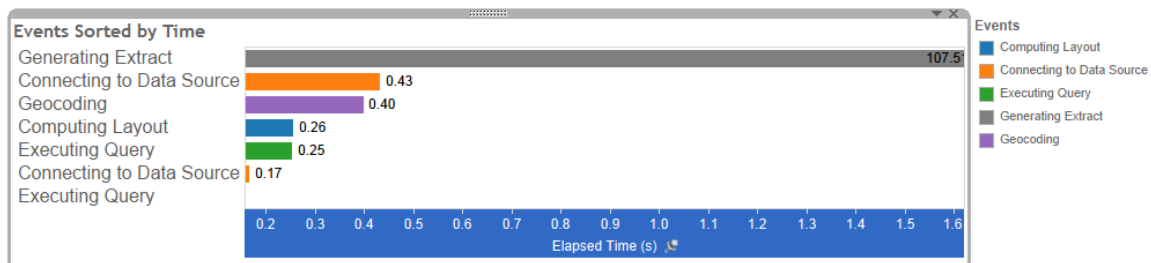 Events Sorted by Time
Generating Extract 107.51
Connecting to Data Source 0.43
Geocoding 0.40
Computing Layout 0.26
Executing Query 0.25
Connecting to Data Source 0.17
Executing Query
0.2 0.3 0.4 0.5 0.6 0.7 0.8 0.9 1.0 1.1 1.2 1.3 1.4 1.5 1.6
Elapsed Time (s)
Events
Computing Layout
Connecting to Data Source
Executing Query
Generating Extract
Geocoding